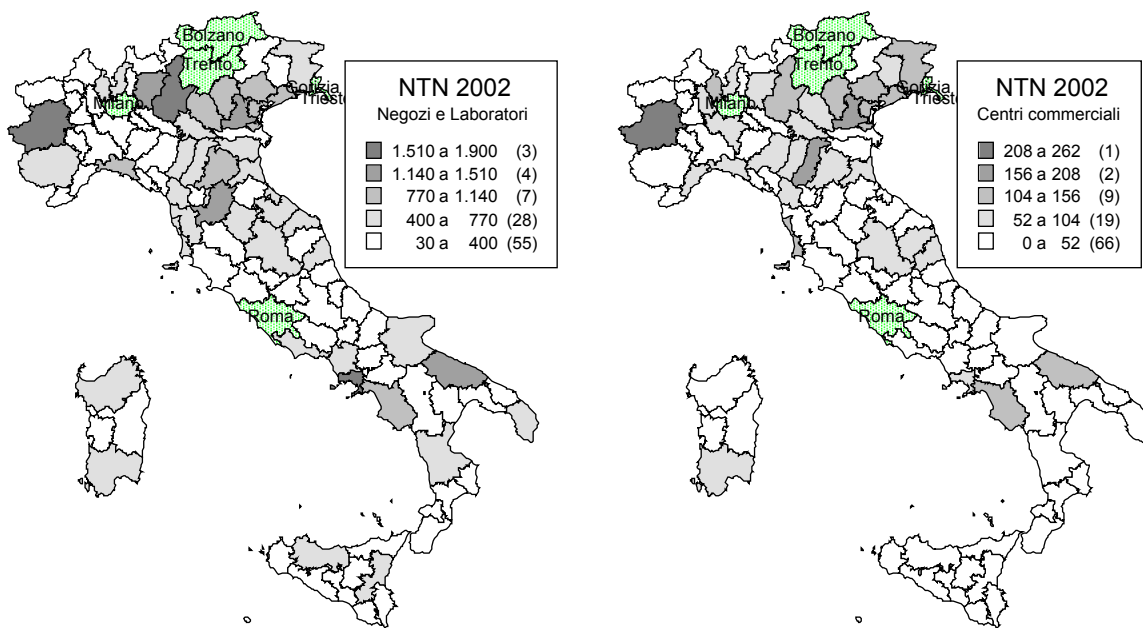 Bolzano
Trento
Gorizia
Trieste
Milano
Roma
NTN 2002
Negozi e Laboratori
1.510 a 1.900 (3)
1.140 a 1.510 (4)
770 a 1.140 (7)
400 a 770 (28)
30 a 400 (55)
Bolzano
Trento
Gorizia
Trieste
Milano
Roma
NTN 2002
Centri commerciali
208 a 262 (1)
156 a 208 (2)
104 a 156 (9)
52 a 104 (19)
0 a 52 (66)